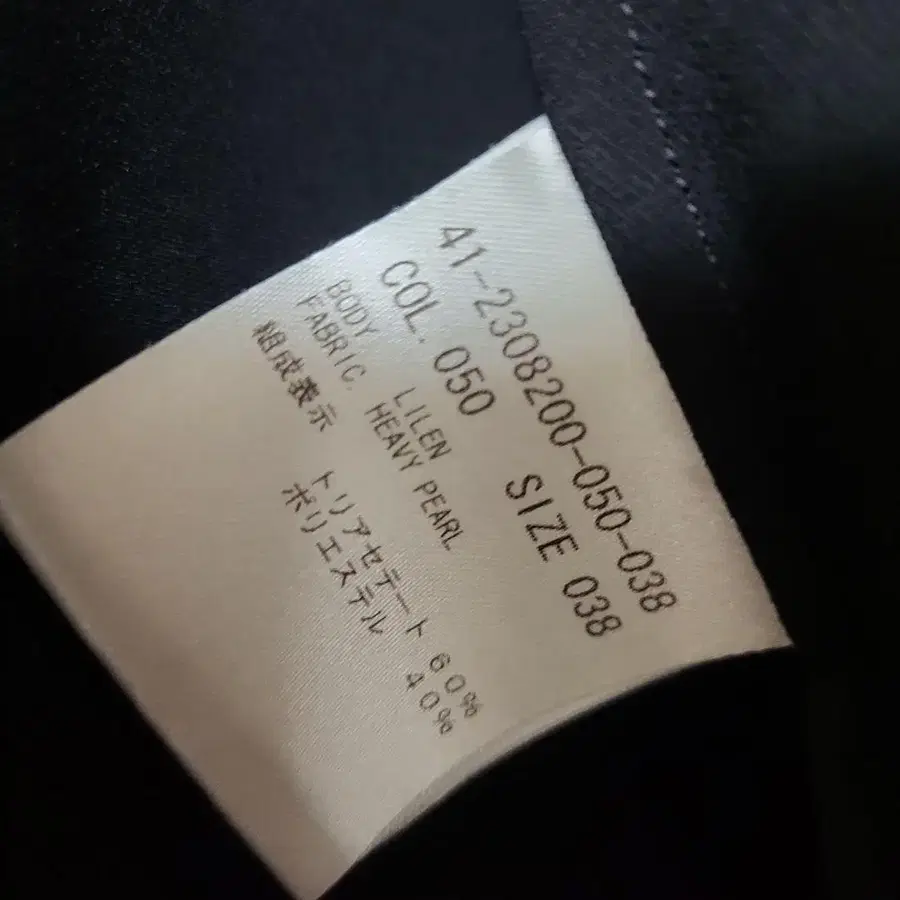 41-2308200-050-038
COL. 050 SIZE 038
BODY LILEN
FABRIC. HEAVY PEARL
組成表示 トリアセテート 60%
ポリエステル 40%